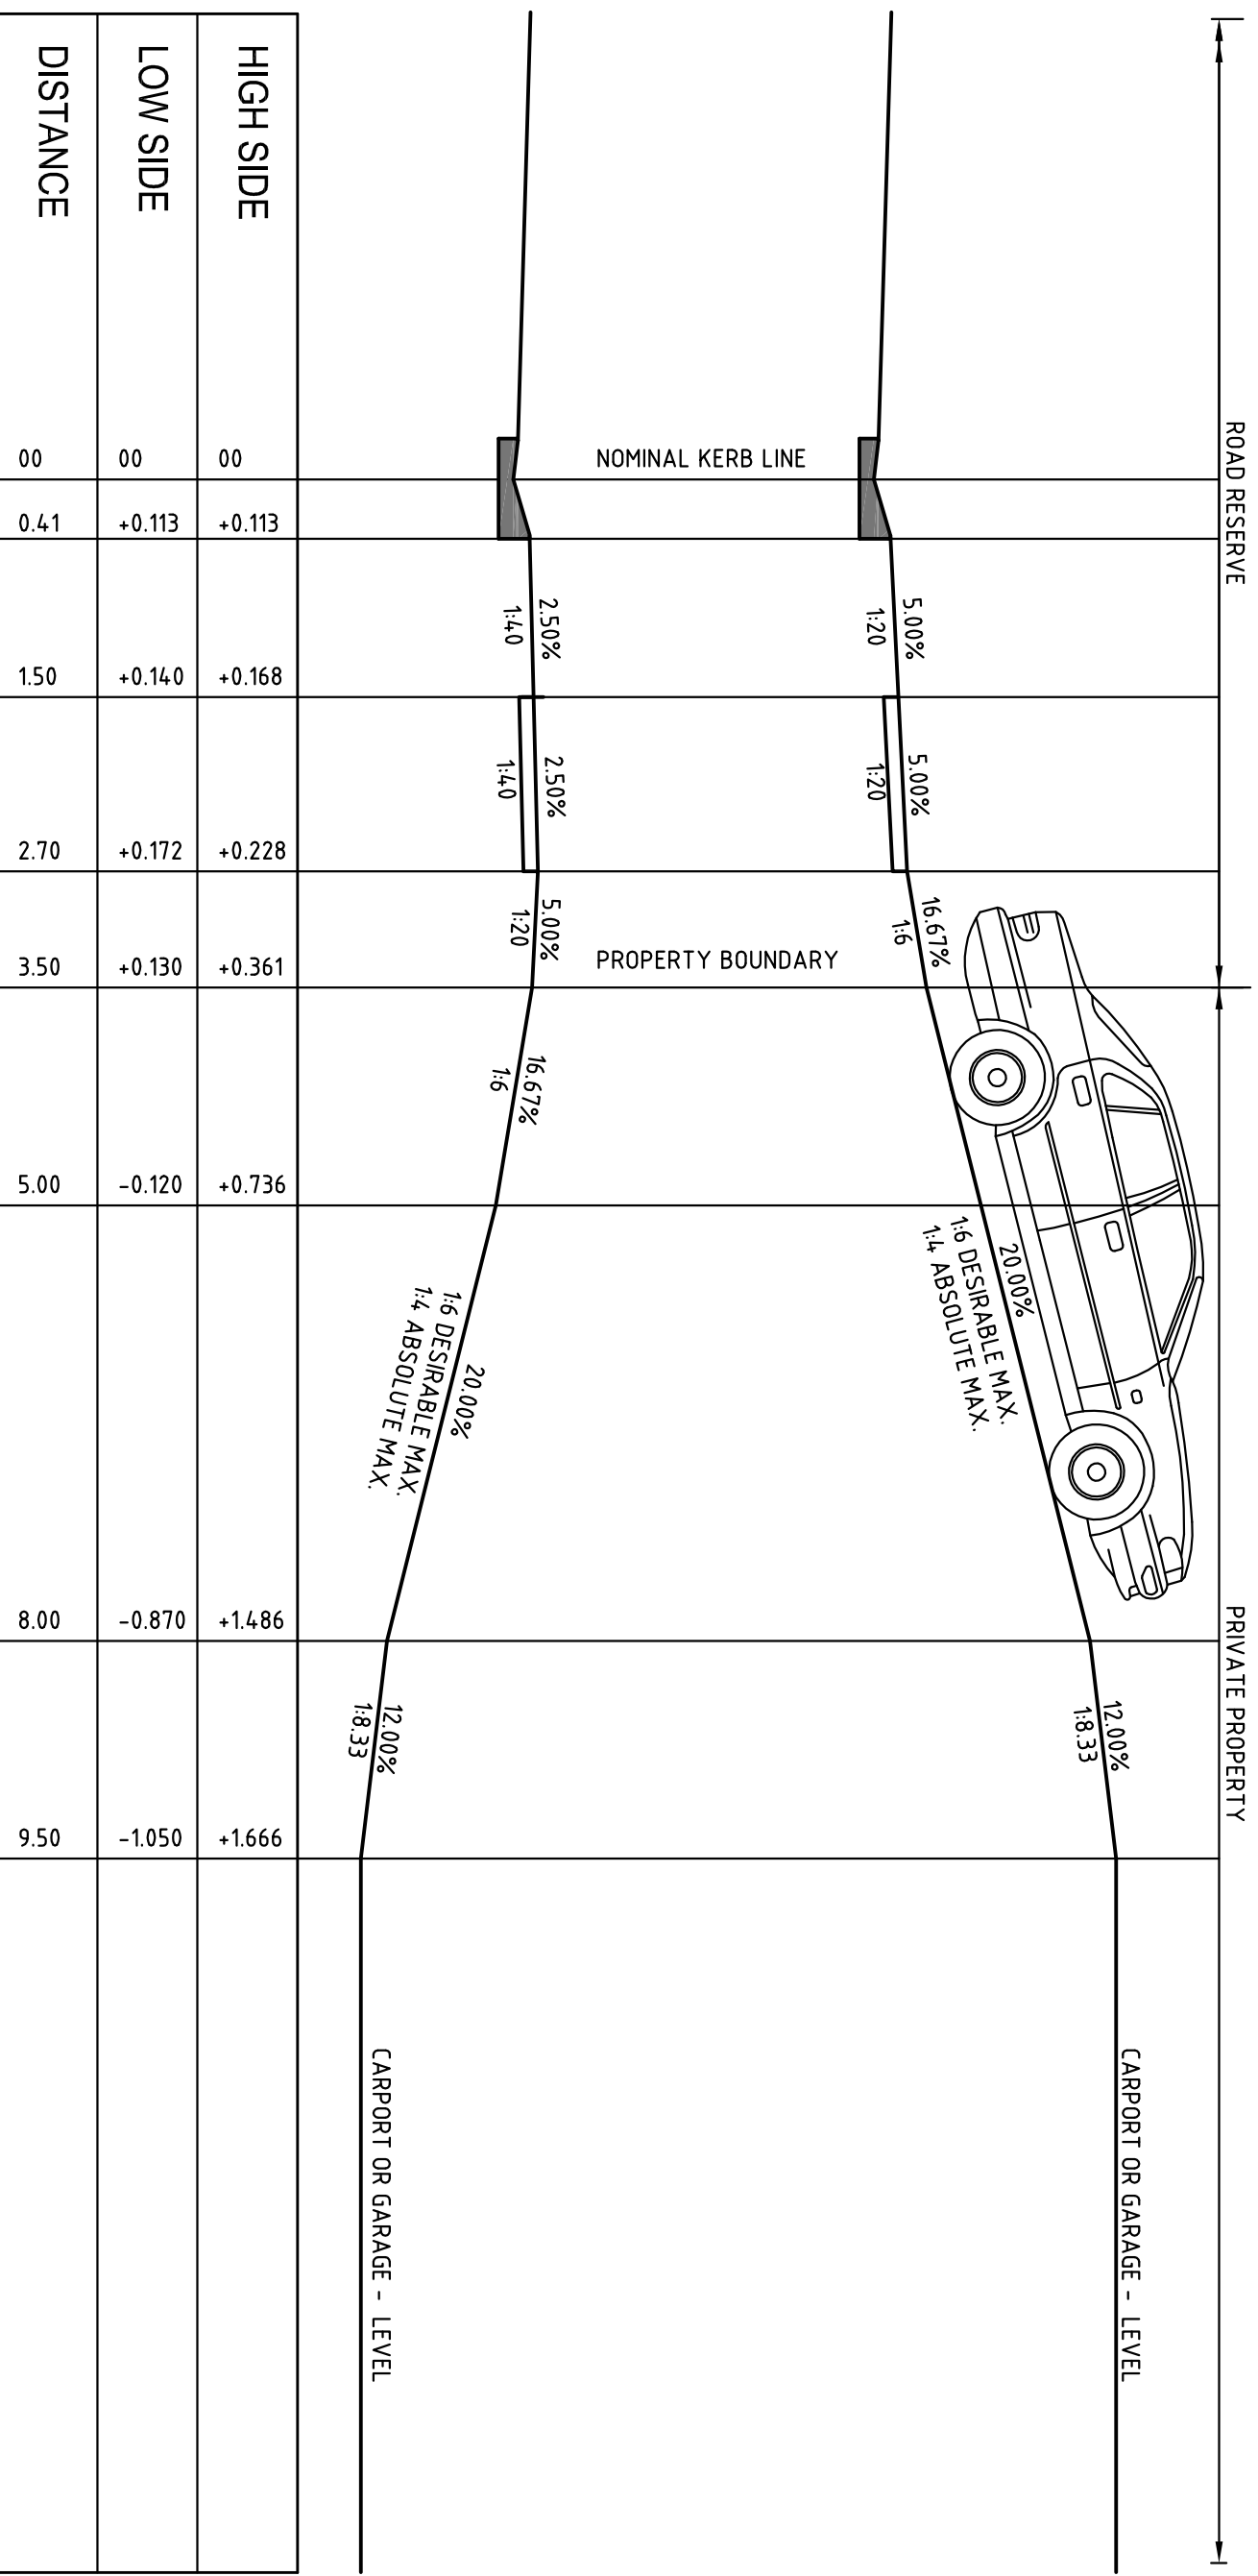 ROAD RESERVE
PRIVATE PROPERTY
5.00%
1:20
5.00%
1:20
16.67%
1:6
20.00%
1:6 DESIRABLE MAX.
1:4 ABSOLUTE MAX.
12.00%
1:8.33
CARPORT OR GARAGE - LEVEL
NOMINAL KERB LINE
PROPERTY BOUNDARY
2.50%
1:40
2.50%
1:40
5.00%
1:20
16.67%
1:6
20.00%
1:6 DESIRABLE MAX.
1:4 ABSOLUTE MAX.
12.00%
1:8.33
CARPORT OR GARAGE - LEVEL
HIGH SIDE 00 +0.113 +0.168 +0.228 +0.361 +0.736 +1.486 +1.666
LOW SIDE 00 +0.113 +0.140 +0.172 +0.130 -0.120 -0.870 -1.050
DISTANCE 00 0.41 1.50 2.70 3.50 5.00 8.00 9.50